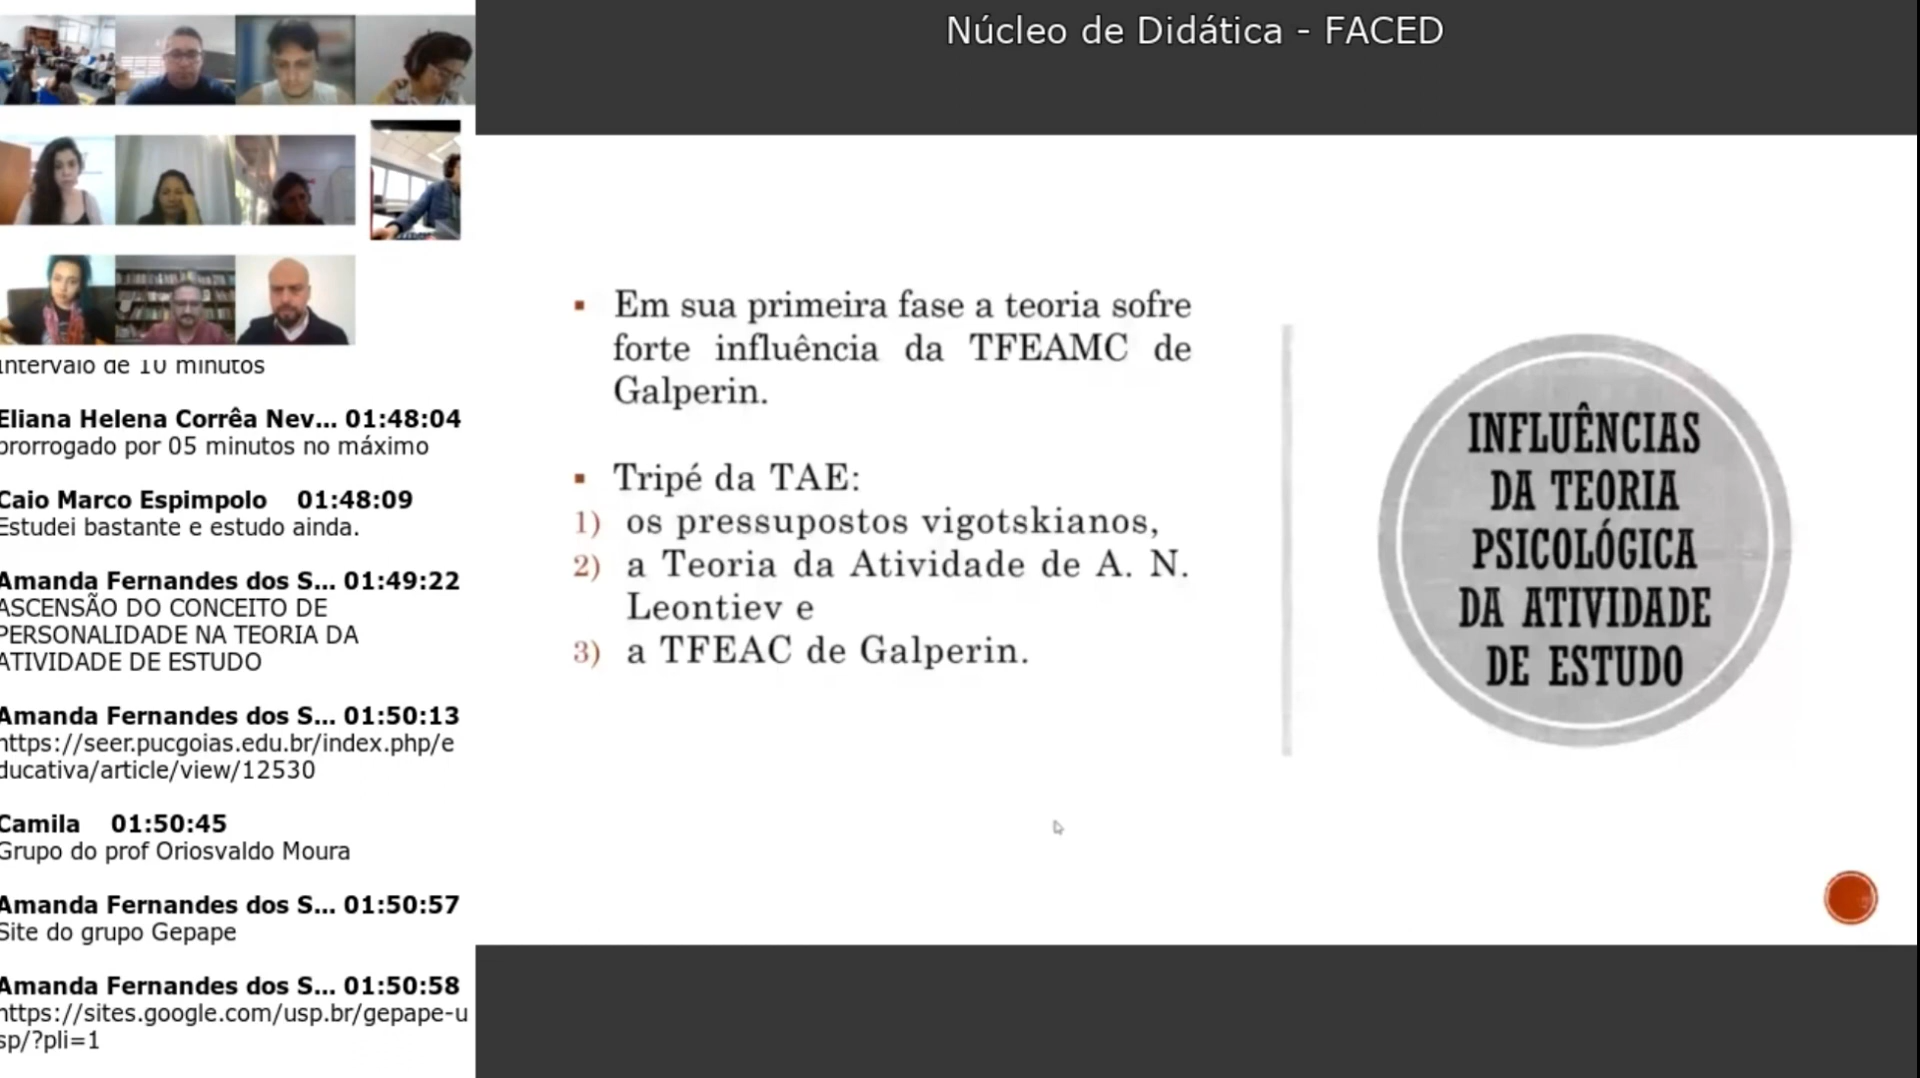 Núcleo de Didática - FACED
intervalo de 10 minutos
Eliana Helena Corrêa Nev... 01:48:04
prorrogado por 05 minutos no máximo
Caio Marco Espimpolo 01:48:09
Estudei bastante e estudo ainda.
Amanda Fernandes dos S... 01:49:22
ASCENSÃO DO CONCEITO DE
PERSONALIDADE NA TEORIA DA
ATIVIDADE DE ESTUDO
Amanda Fernandes dos S... 01:50:13
https://seer.pucgoias.edu.br/index.php/e
ducativa/article/view/12530
Camila 01:50:45
Grupo do prof Oriosvaldo Moura
Amanda Fernandes dos S... 01:50:57
Site do grupo Gepape
Amanda Fernandes dos S... 01:50:58
https://sites.google.com/usp.br/gepape-u
sp/?pli=1
▪ Em sua primeira fase a teoria sofre
forte influência da TFEAMC de
Galperin.
▪ Tripé da TAE:
1) os pressupostos vigotskianos,
2) a Teoria da Atividade de A. N.
Leontiev e
3) a TFEAC de Galperin.
INFLUÊNCIAS
DA TEORIA
PSICOLÓGICA
DA ATIVIDADE
DE ESTUDO